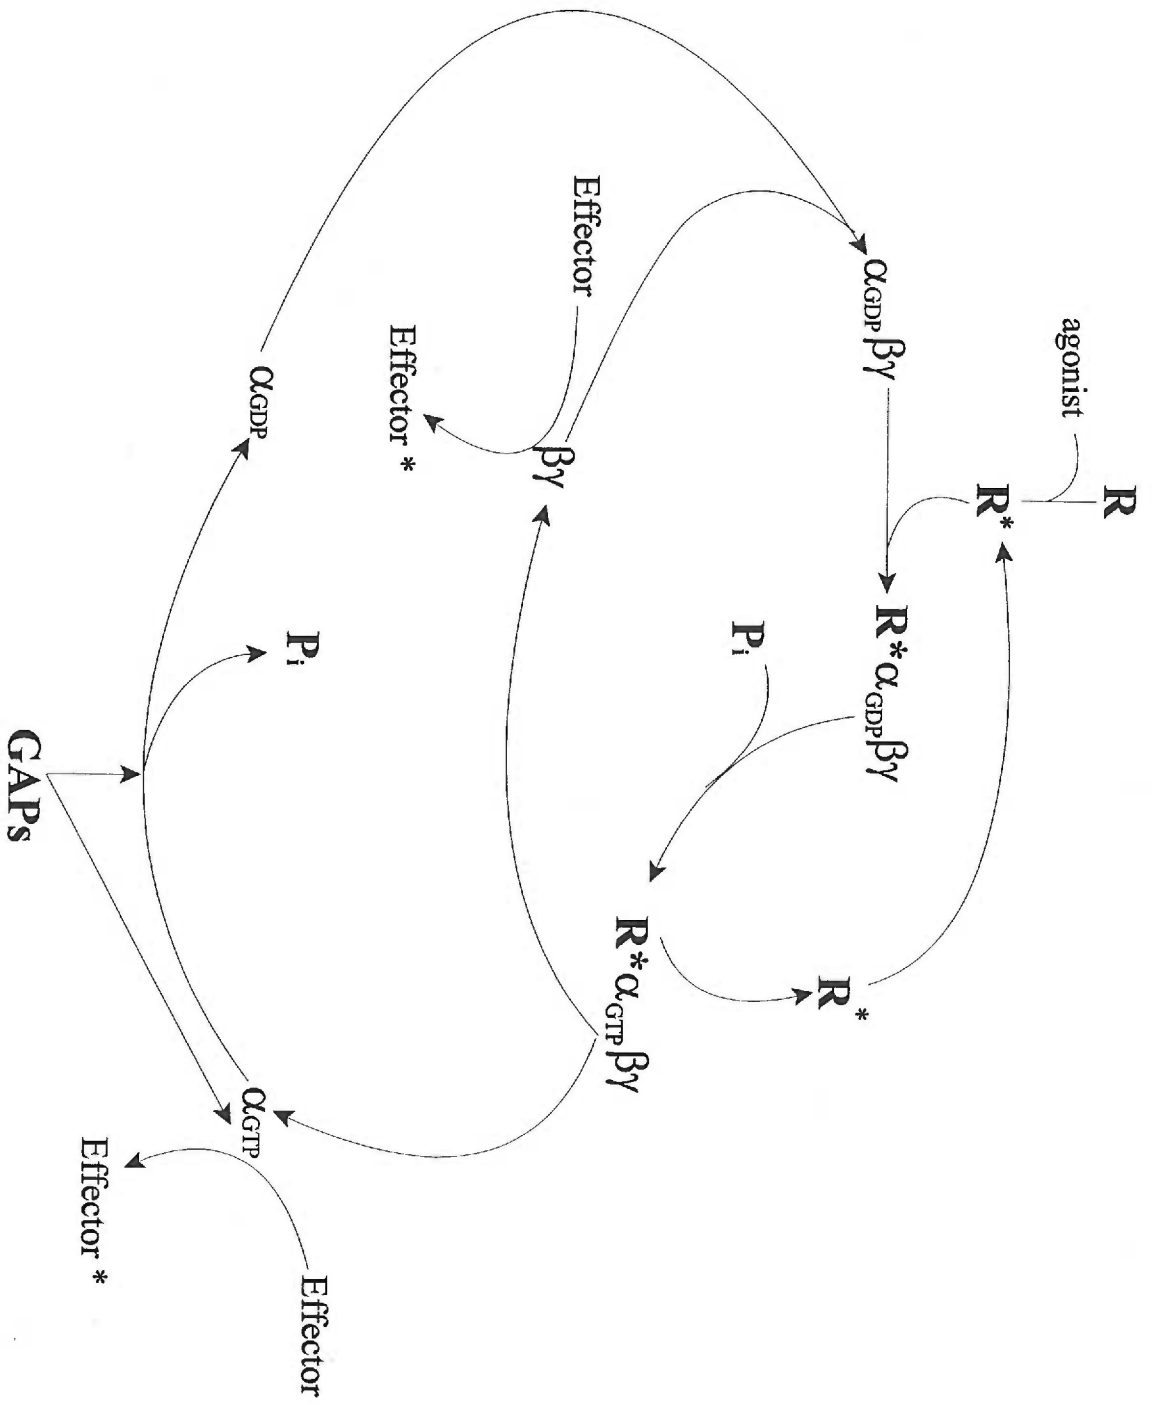 R
agonist
R*
αGDPβγ
R*αGDPβγ
R*
Pi
R*αGTPβγ
Effector
βγ
Effector*
Pi
αGDP
αGTP
Effector
Effector*
GAPs